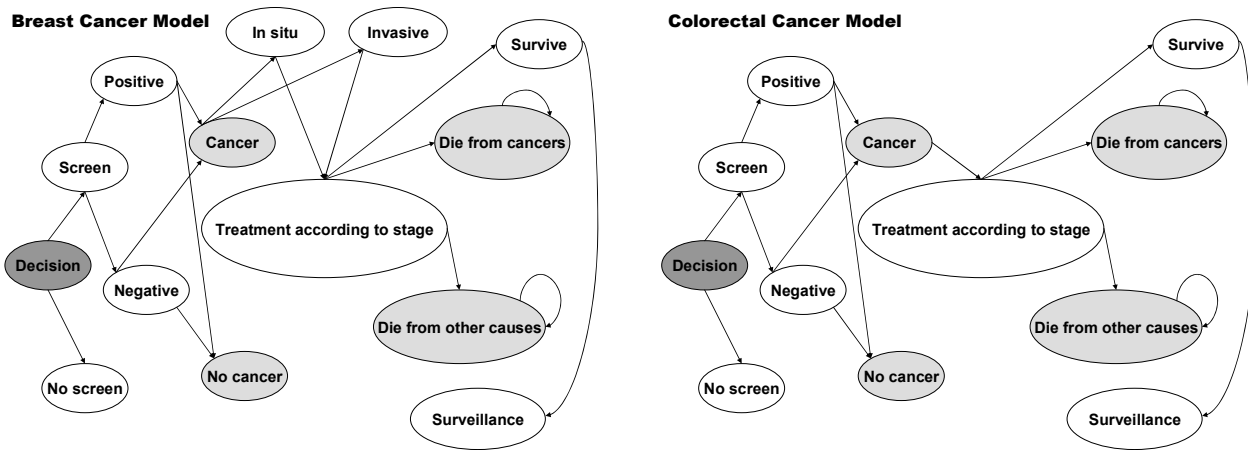 Breast Cancer Model
In situ
Invasive
Survive
Positive
Cancer
Die from cancers
Screen
Treatment according to stage
Decision
Negative
Die from other causes
No screen
No cancer
Surveillance
Colorectal Cancer Model
Survive
Positive
Cancer
Die from cancers
Screen
Treatment according to stage
Decision
Negative
Die from other causes
No screen
No cancer
Surveillance